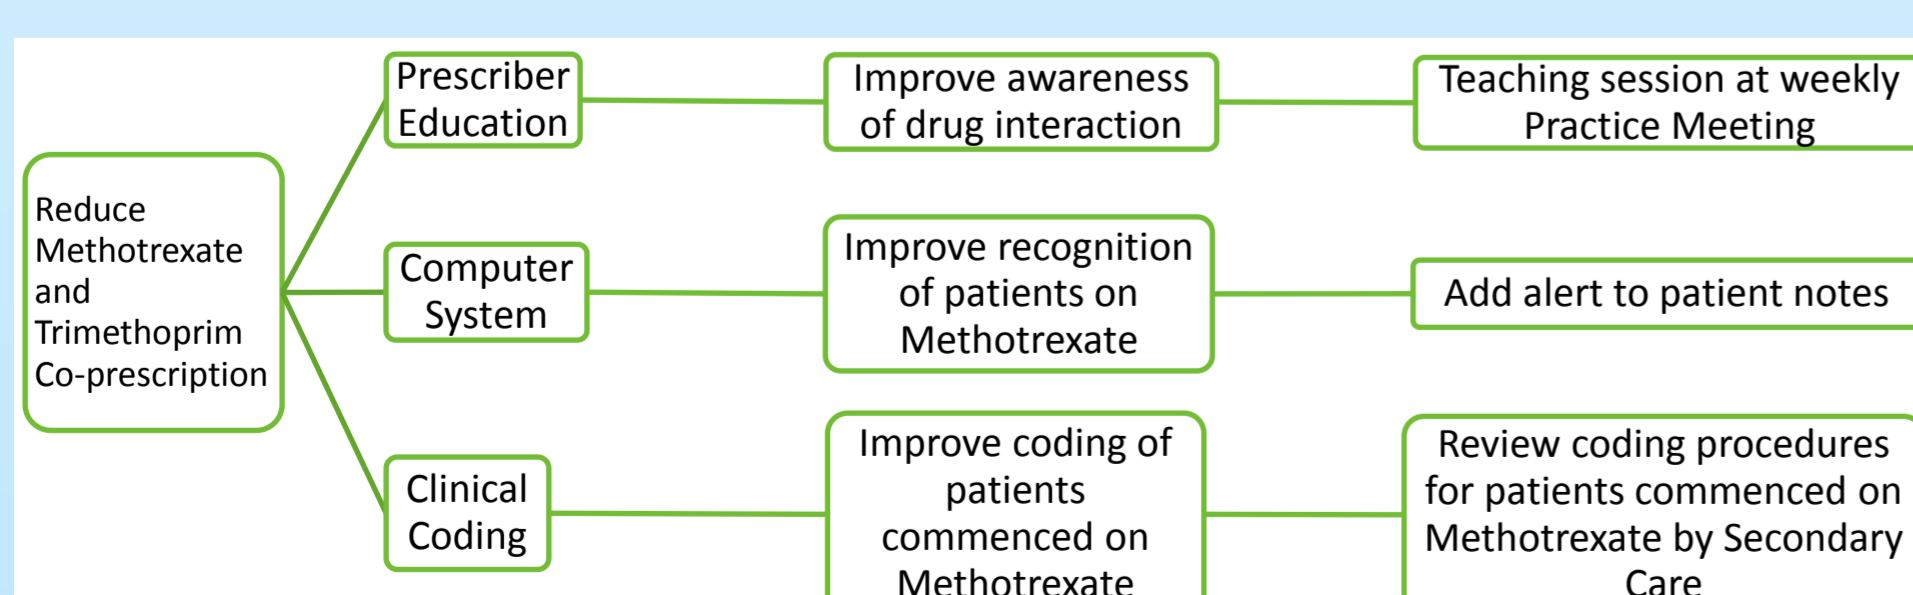 Reduce
Methotrexate
and
Trimethoprim
Co-prescription
Prescriber
Education
Improve awareness
of drug interaction
Teaching session at weekly
Practice Meeting
Computer
System
Improve recognition
of patients on
Methotrexate
Add alert to patient notes
Clinical
Coding
Improve coding of
patients
commenced on
Methotrexate
Review coding procedures
for patients commenced on
Methotrexate by Secondary
Care